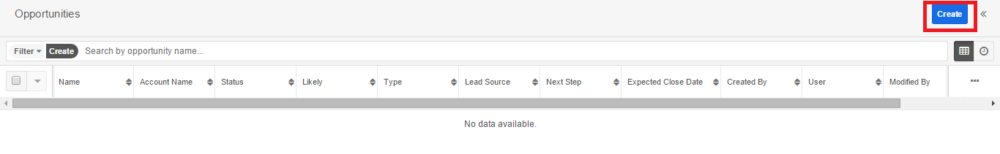 Opportunities Create
Filter Create Search by opportunity name...
Name Account Name Status Likely Type Lead Source Next Step Expected Close Date Created By User Modified By
No data available.